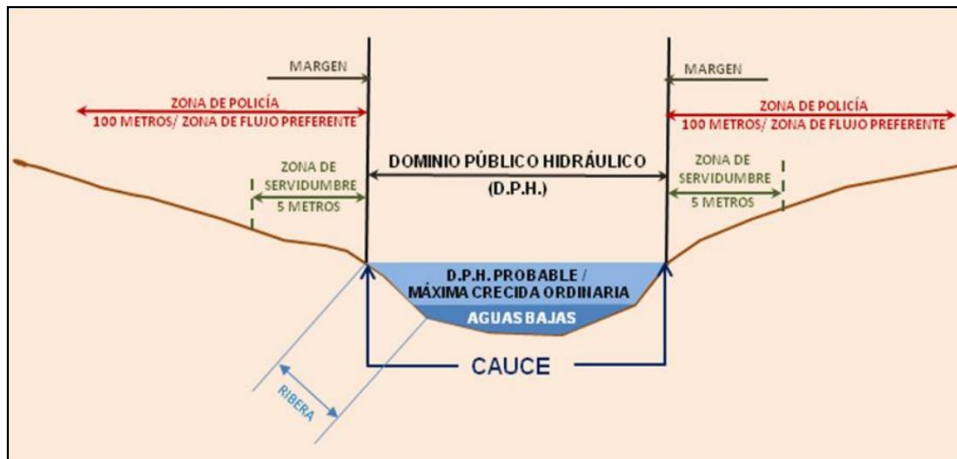 MARGEN
MARGEN
ZONA DE POLICÍA
100 METROS/ ZONA DE FLUJO PREFERENTE
ZONA DE POLICÍA
100 METROS/ ZONA DE FLUJO PREFERENTE
ZONA DE
SERVIDUMBRE
5 METROS
DOMINIO PÚBLICO HIDRÁULICO
(D.P.H.)
ZONA DE
SERVIDUMBRE
5 METROS
D.P.H. PROBABLE /
MÁXIMA CRECIDA ORDINARIA
AGUAS BAJAS
CAUCE
RIBERA